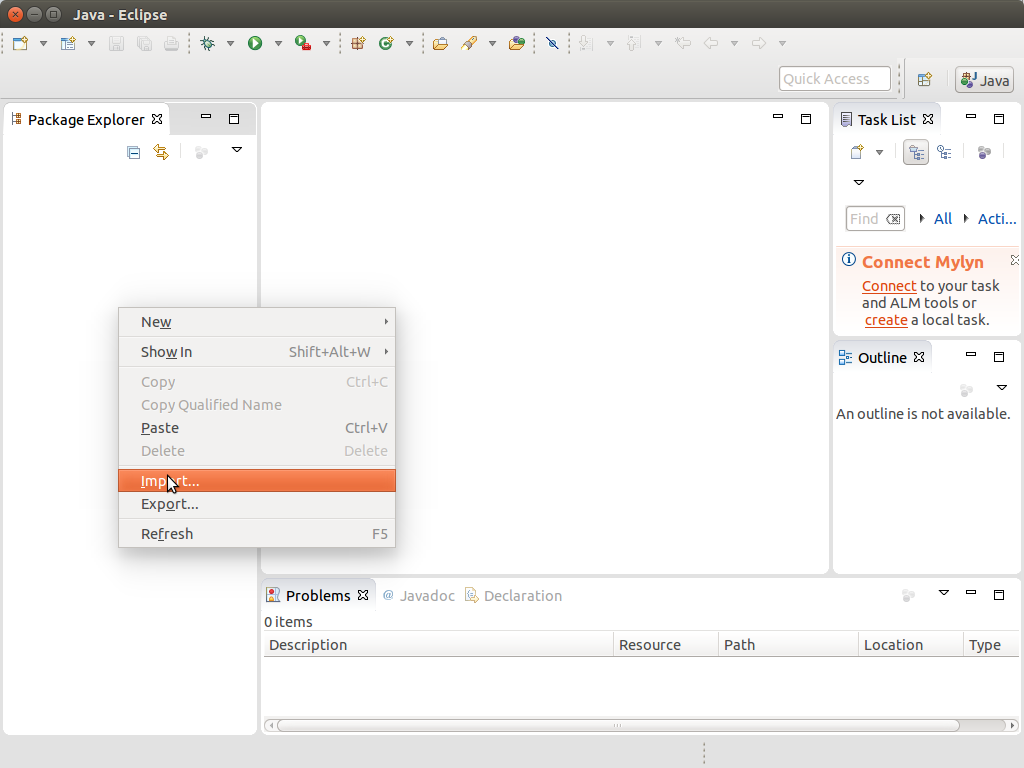 Java - Eclipse
Quick Access
Java
Package Explorer
Task List
Find
All
Acti...
Connect Mylyn
Connect to your task
and ALM tools or
create a local task.
New
Show In Shift+Alt+W
Copy Ctrl+C
Copy Qualified Name
Paste Ctrl+V
Delete Delete
Import...
Export...
Refresh F5
Outline
An outline is not available.
Problems
@ Javadoc
Declaration
0 items
Description Resource Path Location Type